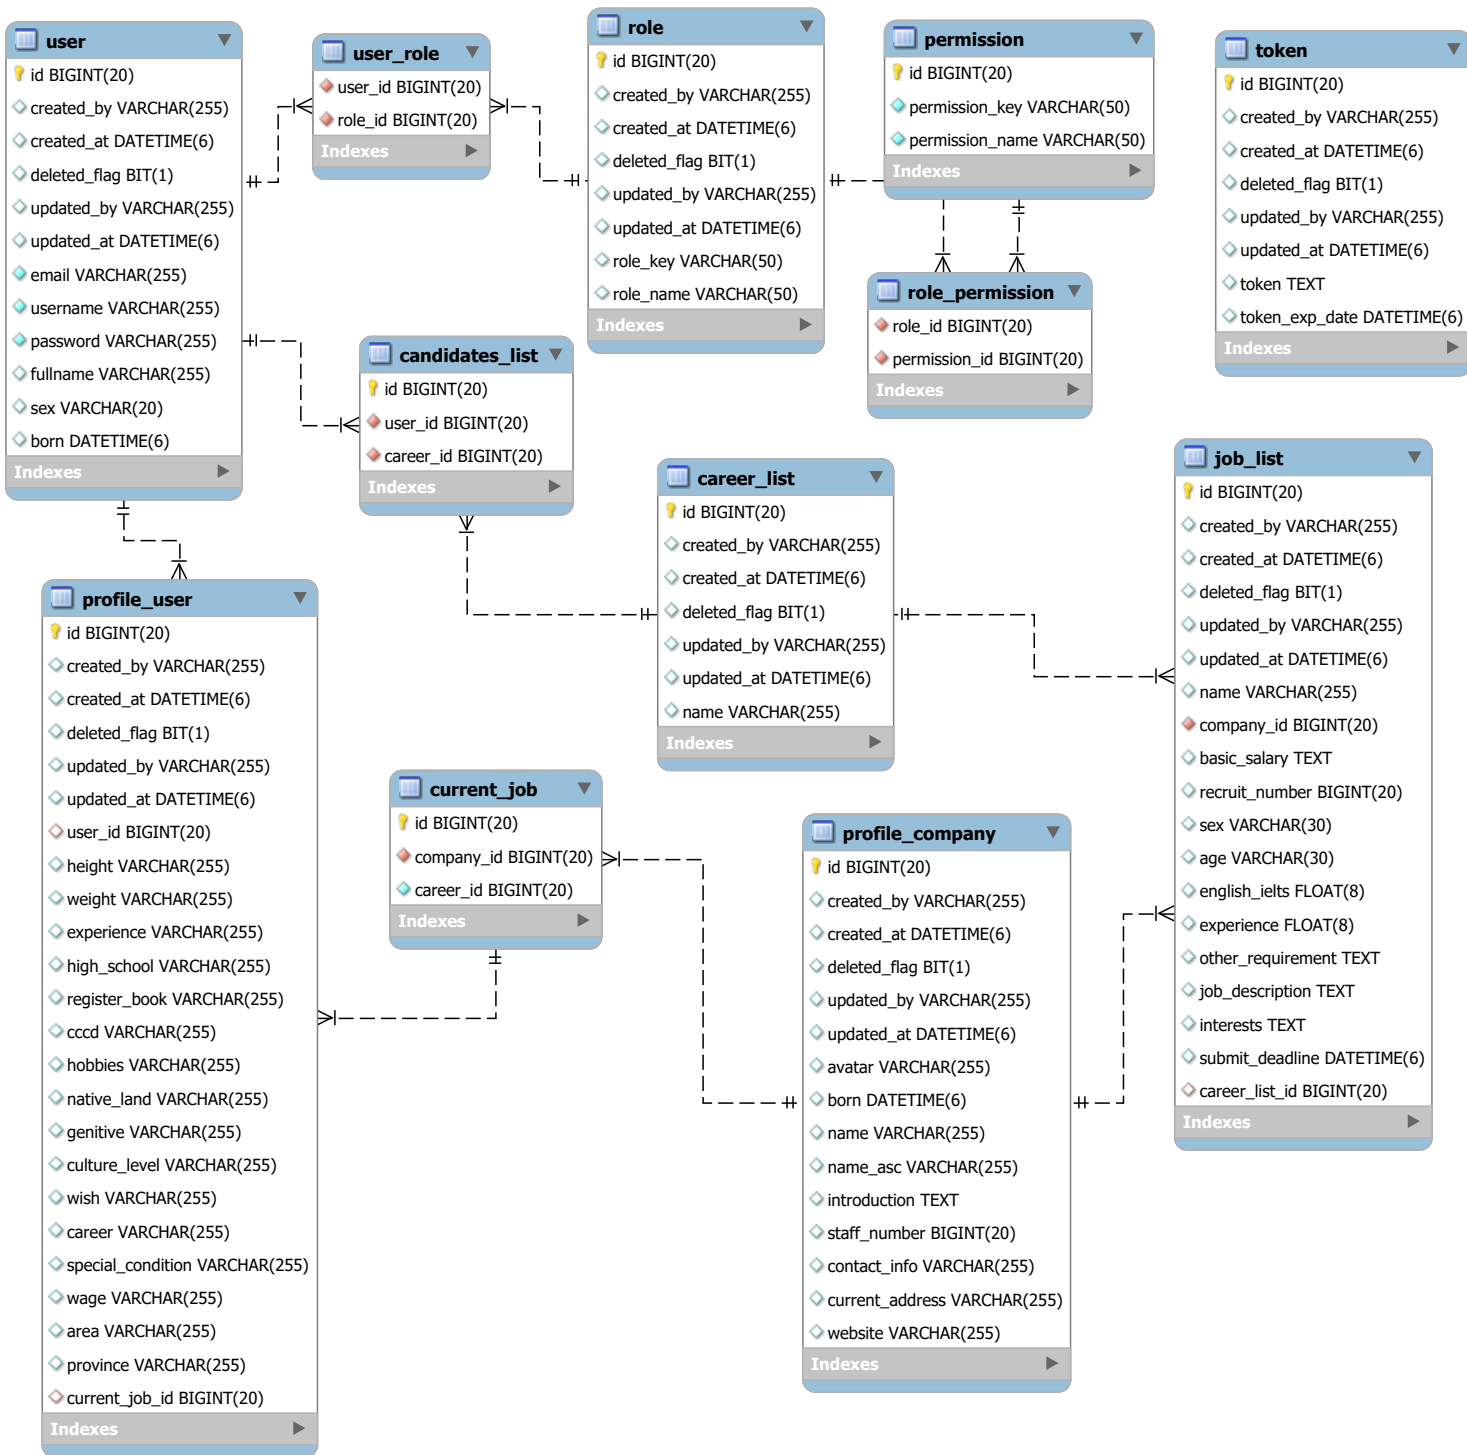 user
id BIGINT(20)
created_by VARCHAR(255)
created_at DATETIME(6)
deleted_flag BIT(1)
updated_by VARCHAR(255)
updated_at DATETIME(6)
email VARCHAR(255)
username VARCHAR(255)
password VARCHAR(255)
fullname VARCHAR(255)
sex VARCHAR(20)
born DATETIME(6)
Indexes
user_role
user_id BIGINT(20)
role_id BIGINT(20)
Indexes
role
id BIGINT(20)
created_by VARCHAR(255)
created_at DATETIME(6)
deleted_flag BIT(1)
updated_by VARCHAR(255)
updated_at DATETIME(6)
role_key VARCHAR(50)
role_name VARCHAR(50)
Indexes
permission
id BIGINT(20)
permission_key VARCHAR(50)
permission_name VARCHAR(50)
Indexes
token
id BIGINT(20)
created_by VARCHAR(255)
created_at DATETIME(6)
deleted_flag BIT(1)
updated_by VARCHAR(255)
updated_at DATETIME(6)
token TEXT
token_exp_date DATETIME(6)
Indexes
role_permission
role_id BIGINT(20)
permission_id BIGINT(20)
Indexes
candidates_list
id BIGINT(20)
user_id BIGINT(20)
career_id BIGINT(20)
Indexes
career_list
id BIGINT(20)
created_by VARCHAR(255)
created_at DATETIME(6)
deleted_flag BIT(1)
updated_by VARCHAR(255)
updated_at DATETIME(6)
name VARCHAR(255)
Indexes
job_list
id BIGINT(20)
created_by VARCHAR(255)
created_at DATETIME(6)
deleted_flag BIT(1)
updated_by VARCHAR(255)
updated_at DATETIME(6)
name VARCHAR(255)
company_id BIGINT(20)
basic_salary TEXT
recruit_number BIGINT(20)
sex VARCHAR(30)
age VARCHAR(30)
english_ielts FLOAT(8)
experience FLOAT(8)
other_requirement TEXT
job_description TEXT
interests TEXT
submit_deadline DATETIME(6)
career_list_id BIGINT(20)
Indexes
profile_user
id BIGINT(20)
created_by VARCHAR(255)
created_at DATETIME(6)
deleted_flag BIT(1)
updated_by VARCHAR(255)
updated_at DATETIME(6)
user_id BIGINT(20)
height VARCHAR(255)
weight VARCHAR(255)
experience VARCHAR(255)
high_school VARCHAR(255)
register_book VARCHAR(255)
cccd VARCHAR(255)
hobbies VARCHAR(255)
native_land VARCHAR(255)
genitive VARCHAR(255)
culture_level VARCHAR(255)
wish VARCHAR(255)
career VARCHAR(255)
special_condition VARCHAR(255)
wage VARCHAR(255)
area VARCHAR(255)
province VARCHAR(255)
current_job_id BIGINT(20)
Indexes
current_job
id BIGINT(20)
company_id BIGINT(20)
career_id BIGINT(20)
Indexes
profile_company
id BIGINT(20)
created_by VARCHAR(255)
created_at DATETIME(6)
deleted_flag BIT(1)
updated_by VARCHAR(255)
updated_at DATETIME(6)
avatar VARCHAR(255)
born DATETIME(6)
name VARCHAR(255)
name_asc VARCHAR(255)
introduction TEXT
staff_number BIGINT(20)
contact_info VARCHAR(255)
current_address VARCHAR(255)
website VARCHAR(255)
Indexes